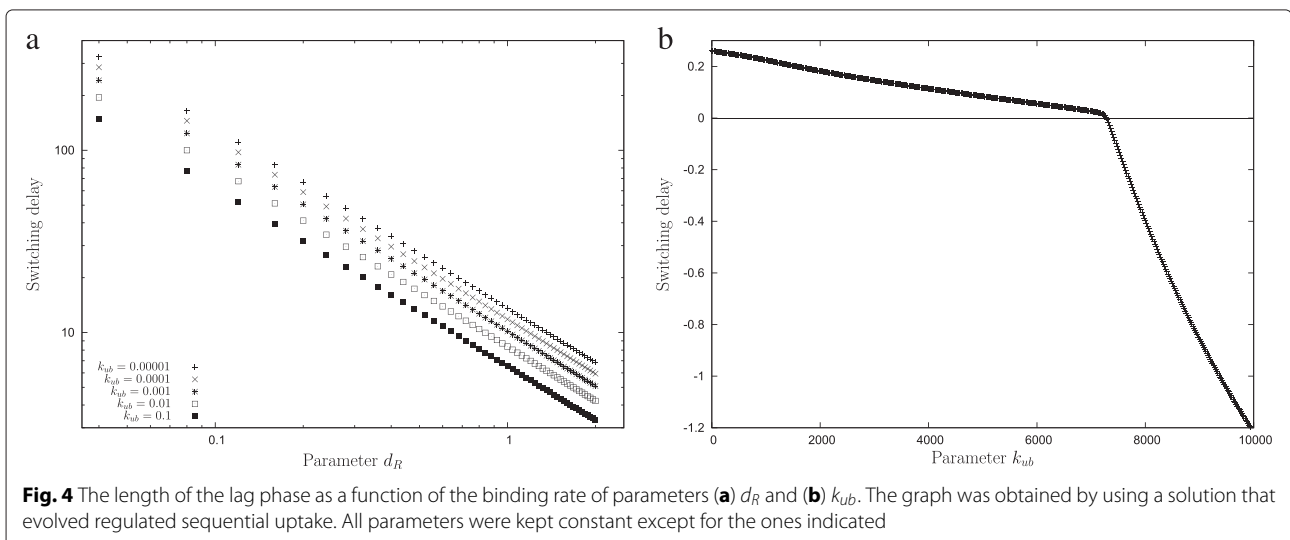 a
100
10
Switching delay
k_ub = 0.00001
k_ub = 0.0001
k_ub = 0.001
k_ub = 0.01
k_ub = 0.1
0.1
1
Parameter d_R
b
0.2
0
-0.2
-0.4
-0.6
-0.8
-1
-1.2
Switching delay
0
2000
4000
6000
8000
10000
Parameter k_ub
Fig. 4 The length of the lag phase as a function of the binding rate of parameters (a) d_R and (b) k_ub. The graph was obtained by using a solution that
evolved regulated sequential uptake. All parameters were kept constant except for the ones indicated